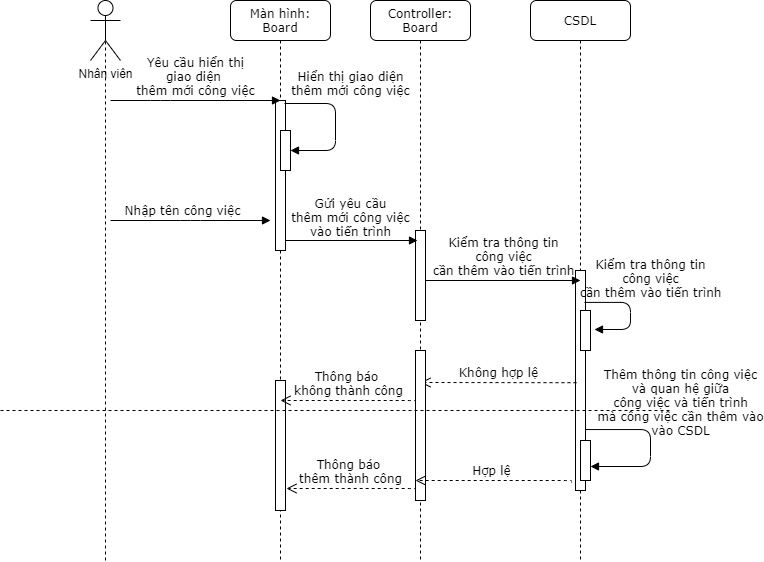 Màn hình:
Board
Controller:
Board
CSDL
Nhân viên
Yêu cầu hiển thị
giao diện
thêm mới công việc
Hiển thị giao diện
thêm mới công việc
Nhập tên công việc
Gửi yêu cầu
thêm mới công việc
vào tiến trình
Kiểm tra thông tin
công việc
cần thêm vào tiến trình
Kiểm tra thông tin
công việc
cần thêm vào tiến trình
Không hợp lệ
Thông báo
không thành công
Thêm thông tin công việc
và quan hệ giữa
công việc và tiến trình
mà công việc cần thêm vào
vào CSDL
Hợp lệ
Thông báo
thêm thành công